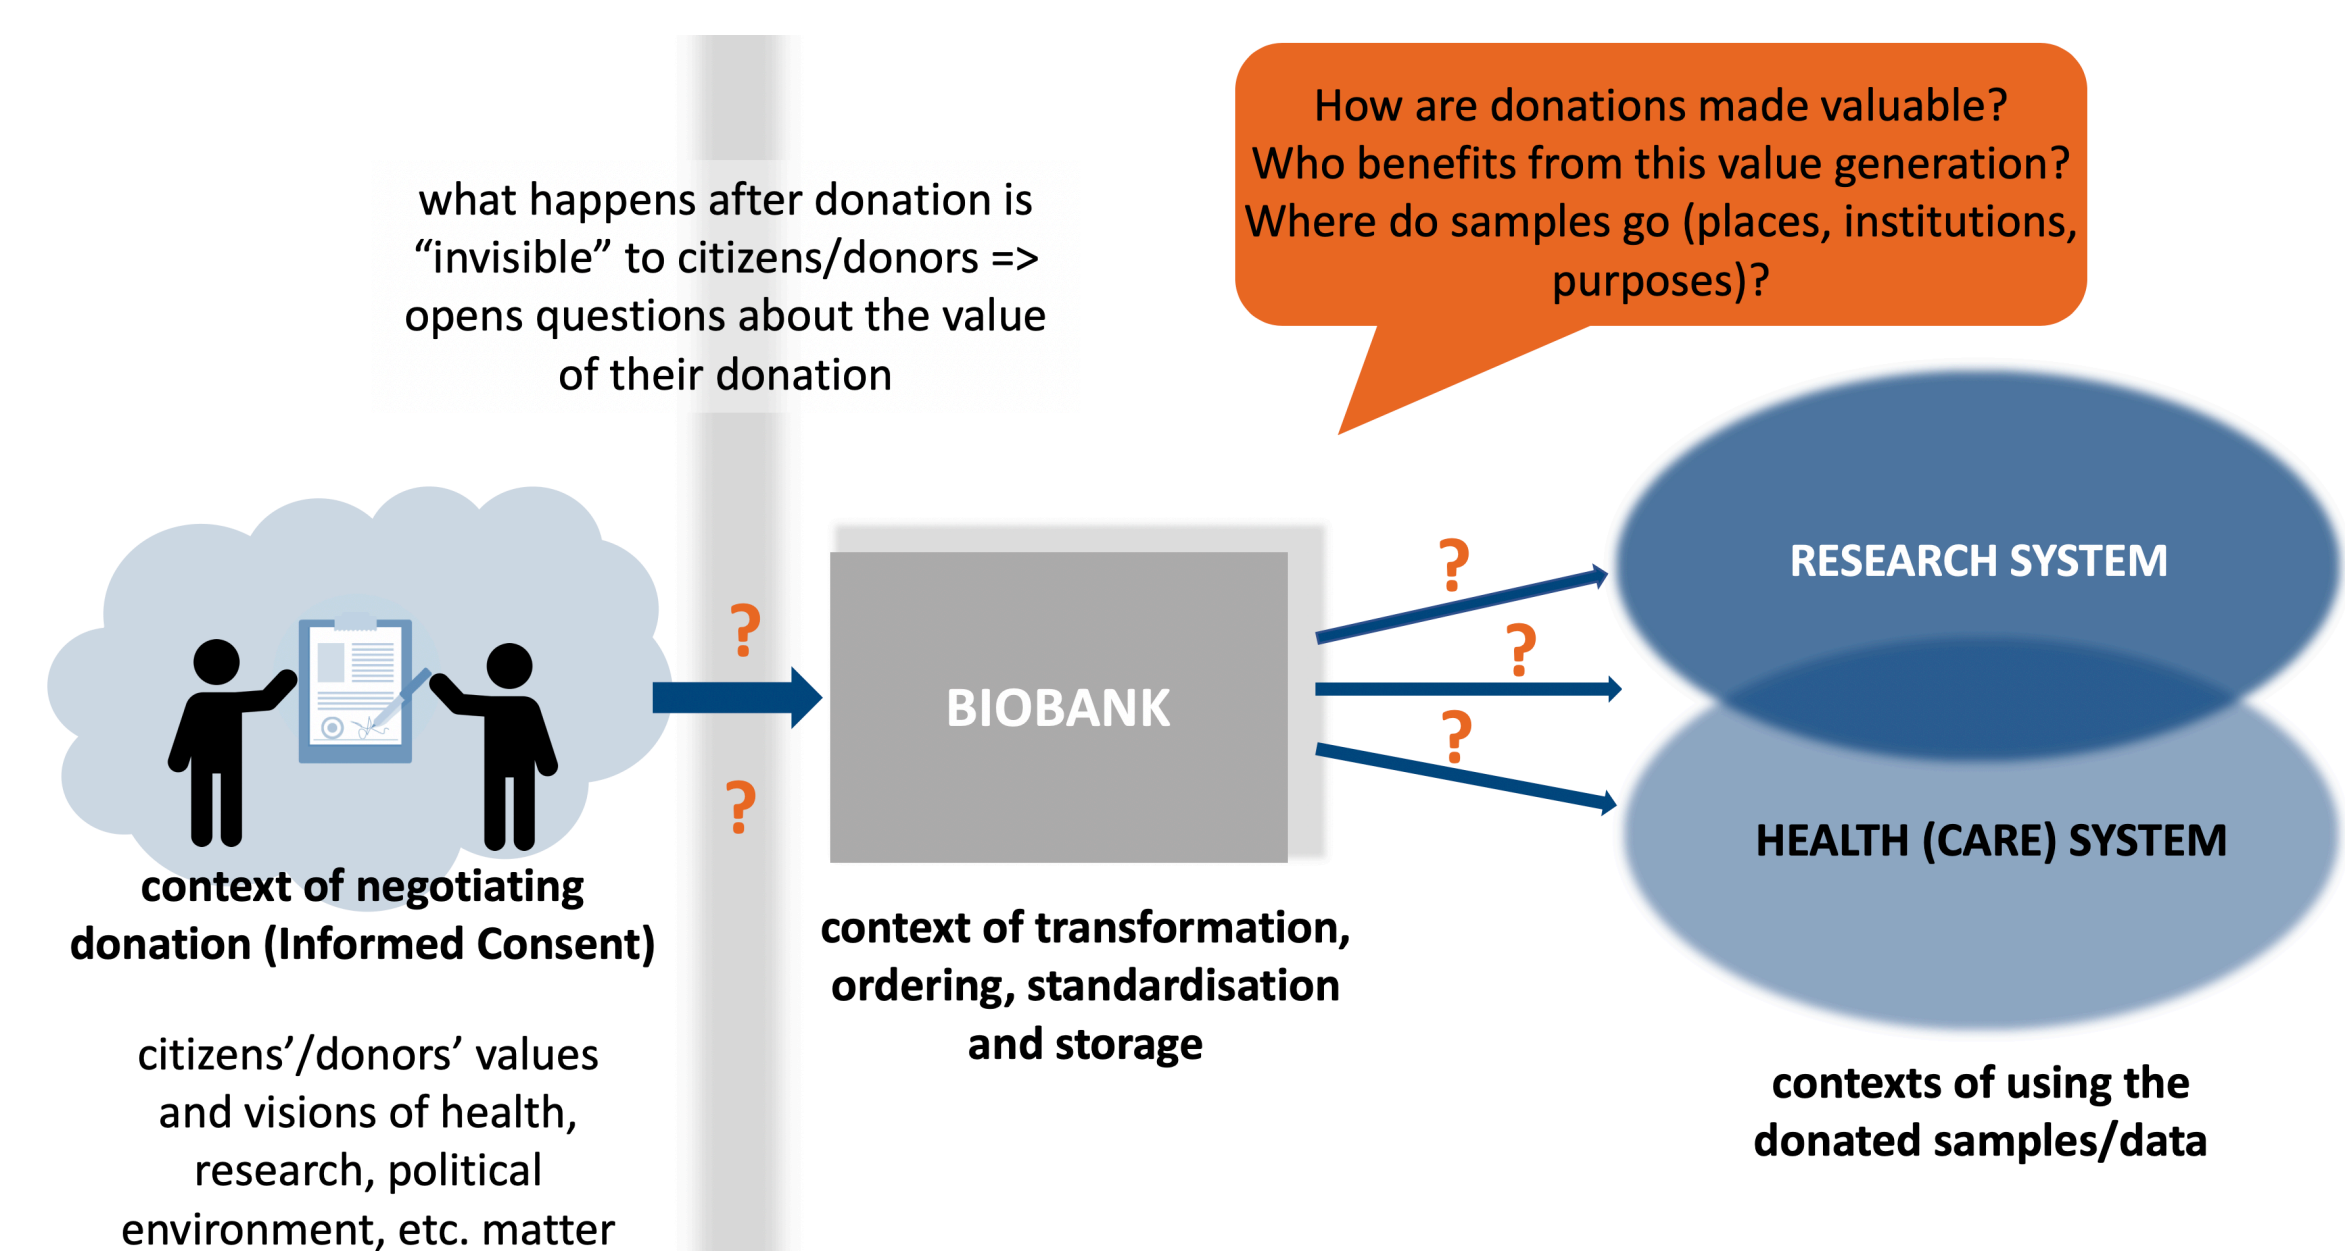 what happens after donation is
“invisible” to citizens/donors =>
opens questions about the value
of their donation
How are donations made valuable?
Who benefits from this value generation?
Where do samples go (places, institutions,
purposes)?
?
?
?
?
?
BIOBANK
RESEARCH SYSTEM
HEALTH (CARE) SYSTEM
context of negotiating
donation (Informed Consent)
citizens’/donors’ values
and visions of health,
research, political
environment, etc. matter
context of transformation,
ordering, standardisation
and storage
contexts of using the
donated samples/data